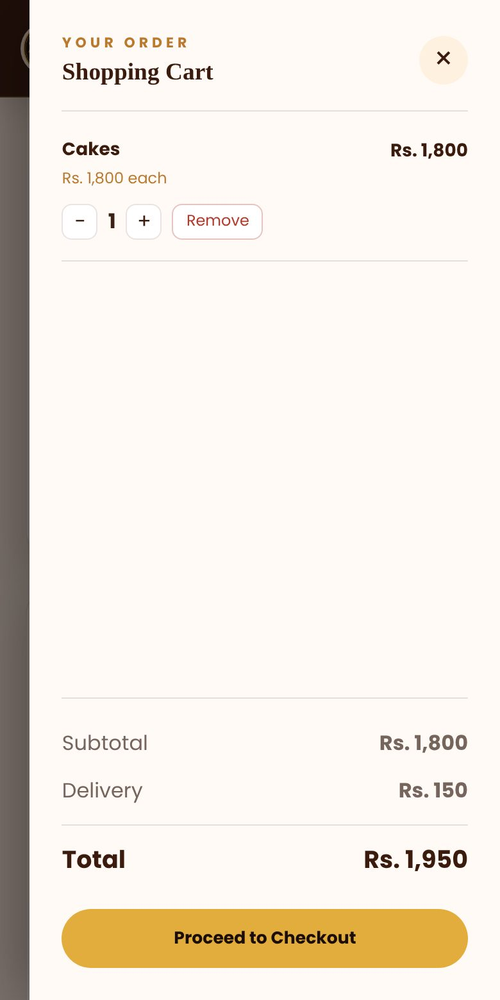 YOUR ORDER
Shopping Cart
✕
Cakes
Rs. 1,800
Rs. 1,800 each
− 1 + Remove
Subtotal
Rs. 1,800
Delivery
Rs. 150
Total
Rs. 1,950
Proceed to Checkout